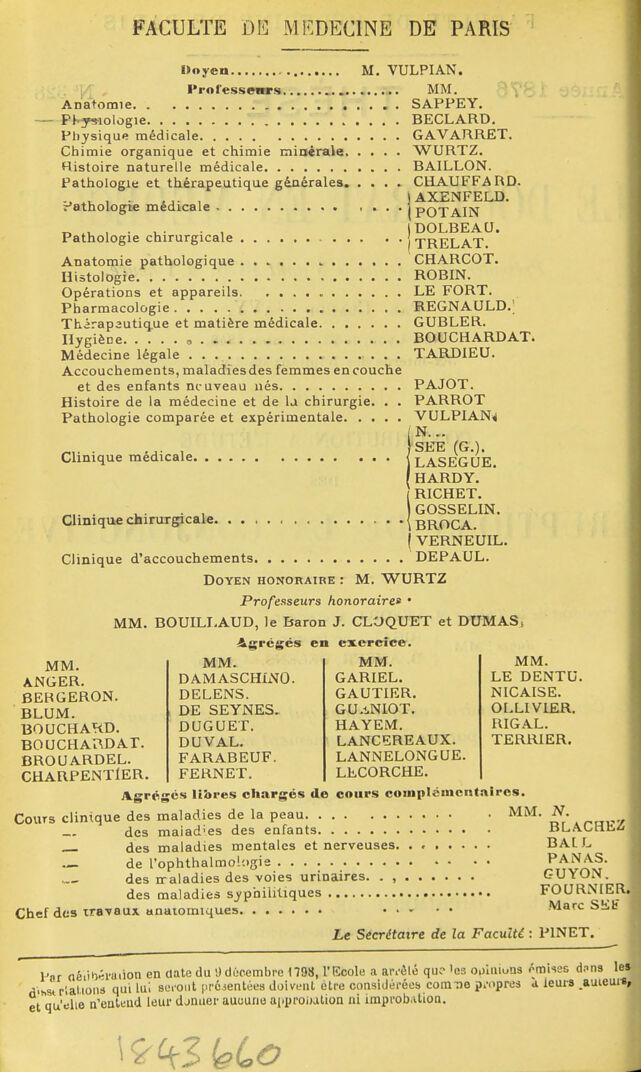 FACULTE DE MEDECINE DE PARIS
Doyen.................. M. VULPIAN.
Professeurs.................. MM.
Anatomie. . . . . . . . . . . . . . . . . SAPPEY.
Physiologie. . . . . . . . . . . . . . . . BECLARD.
Physique médicale. . . . . . . . . . . . . GAVARRET.
Chimie organique et chimie minérale. . . . . WURTZ.
Histoire naturelle médicale. . . . . . . . . BAILLON.
Pathologie et thérapeutique générales. . . . . CHAUFFARD.
Pathologie médicale . . . . . . . . . . . . . { AXENFELD.
POTAIN
Pathologie chirurgicale . . . . . . . . . . . { DOLBEAU.
TRELAT.
Anatomie pathologique . . . . . . . . . . . CHARCOT.
Histologie. . . . . . . . . . . . . . . . . ROBIN.
Opérations et appareils. . . . . . . . . . . LE FORT.
Pharmacologie . . . . . . . . . . . . . . . REGNAULD.
Thérapeutique et matière médicale. . . . . . . GUBLER.
Hygiène. . . . . . . . . . . . . . . . . . BOUCHARDAT.
Médecine légale . . . . . . . . . . . . . . TARDIEU.
Accouchements, maladies des femmes en couche
et des enfants nouveau nés. . . . . . . . . . PAJOT.
Histoire de la médecine et de la chirurgie. . . PARROT
Pathologie comparée et expérimentale. . . . . VULPIAN
Clinique médicale. . . . . . . . . . . . . . { N...
SEE (G.).
LASEGUE.
HARDY.
Clinique chirurgicale. . . . . . . . . . . . . { RICHET.
GOSSELIN.
BROCA.
VERNEUIL.
Clinique d'accouchements. . . . . . . . . . . . DEPAUL.
DOYEN HONORAIRE : M. WURTZ
Professeurs honoraires
MM. BOUILLAUD, le Baron J. CLOQUET et DUMAS,
Agrégés en exercice.
MM.
ANGER.
BERGERON.
BLUM.
BOUCHARD.
BOUCHARDAT.
BROUARDEL.
CHARPENTIER.
MM.
DAMASCHINO.
DELENS.
DE SEYNES.
DUGUET.
DUVAL.
FARABEUF.
FERNET.
MM.
GARIEL.
GAUTIER.
GUENIOT.
HAYEM.
LANCEREAUX.
LANNELONGUE.
LECORCHE.
MM.
LE DENTU.
NICAISE.
OLLIVIER.
RIGAL.
TERRIER.
Agrégés libres chargés de cours complémentaires.
Cours clinique des maladies de la peau. . . . . . . . . MM. N.
— des maladies des enfants. . . . . . . . . . . . BLACHEZ
— des maladies mentales et nerveuses. . . . . . . . BALL
— de l'ophthalmologie . . . . . . . . . . . . . . PANAS.
— des maladies des voies urinaires. . , . . . . . . . GUYON.
des maladies syphilitiques .................... FOURNIER.
Chef des travaux anatomiques. . . . . . . . . . . Marc SEE
Le Secrétaire de la Faculté : PINET.
Par délibération en date du 9 décembre 1798, l'Ecole a arrêté que les opinions émises dans les
dissertations qui lui seront présentées doivent être considérées comme propres à leurs auteurs,
et qu'elle n'entend leur donner aucune approbation ni improbation.
1843660